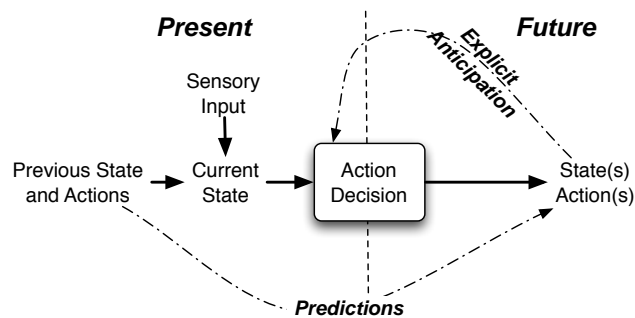 Present
Future
Explicit
Anticipation
Sensory
Input
Previous State
and Actions
Current
State
Action
Decision
State(s)
Action(s)
Predictions